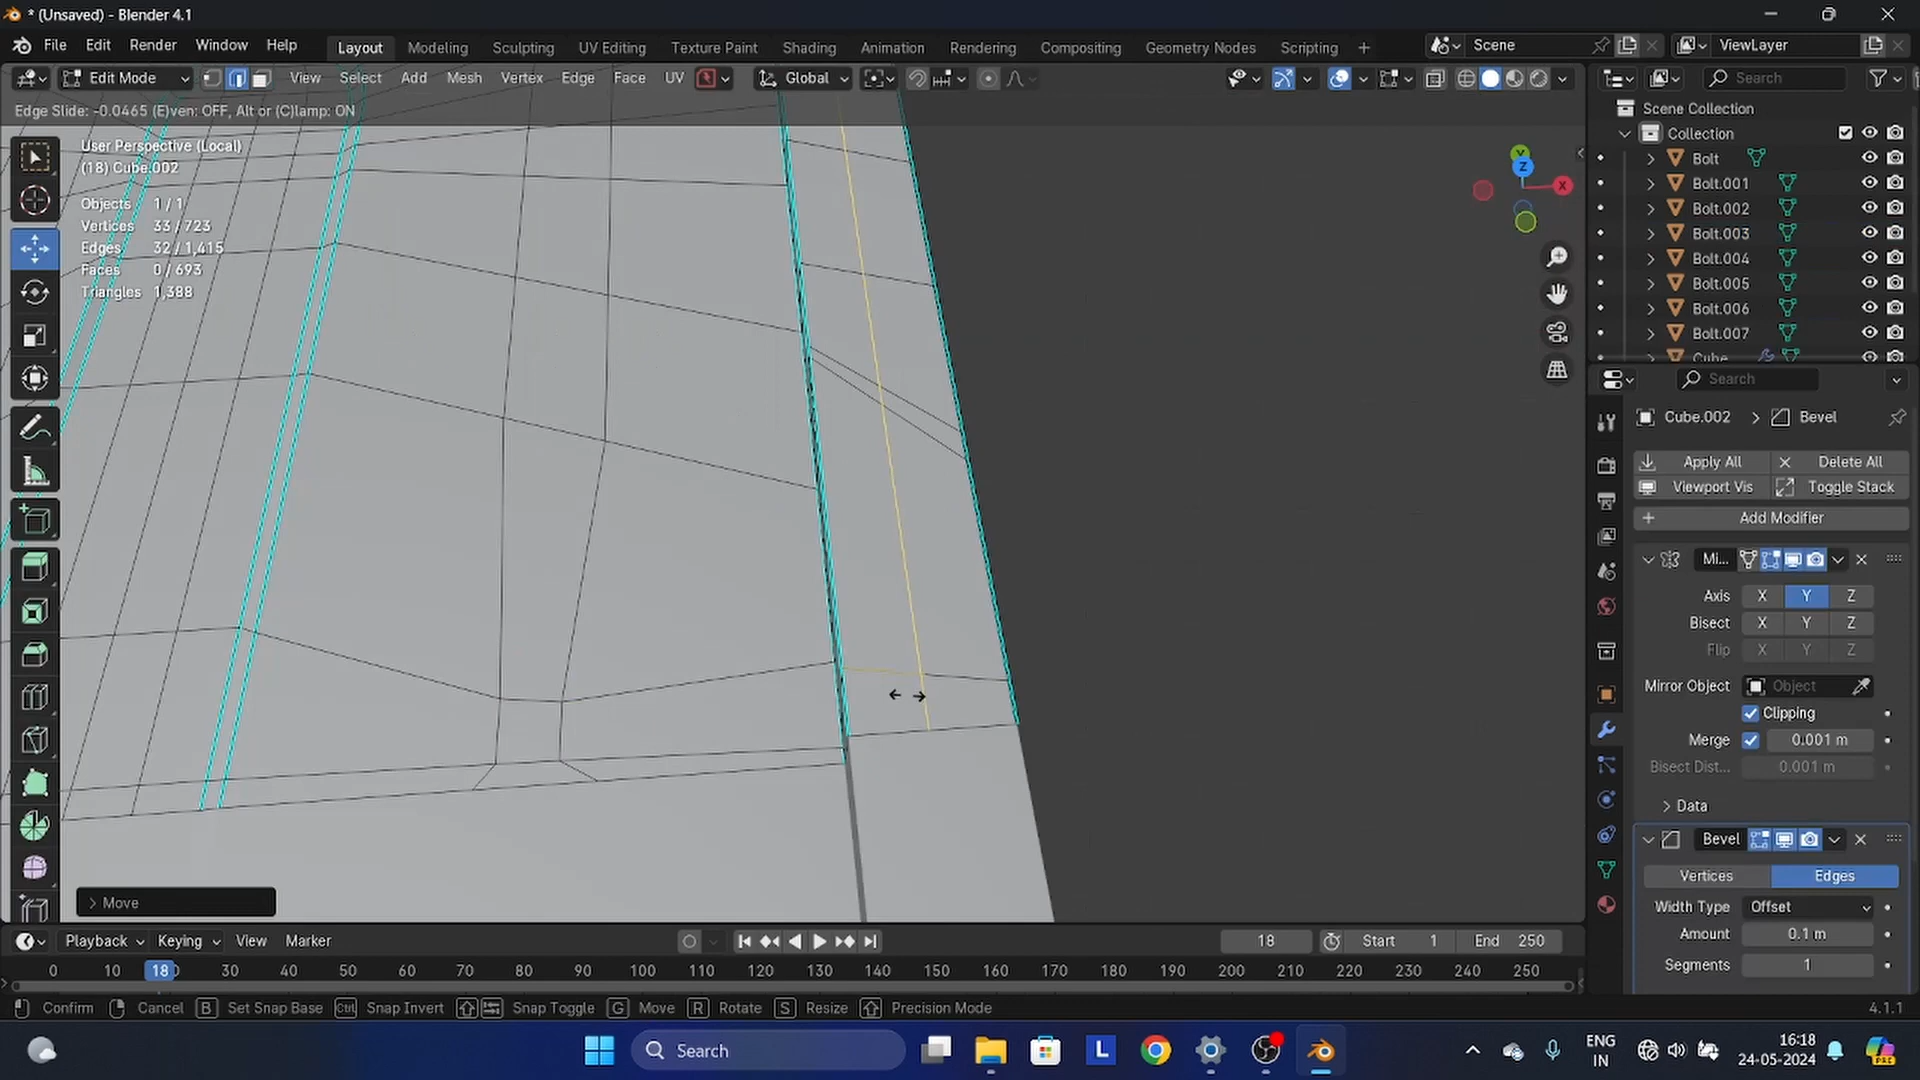 * (Unsaved) - Blender 4.1
File Edit Render Window Help Layout Modeling Sculpting UV Editing Texture Paint Shading Animation Rendering Compositing Geometry Nodes Scripting + Scene ViewLayer
Edit Mode View Select Add Mesh Vertex Edge Face UV Global Search
Edge Slide: -0.0465 (E)ven: OFF, Alt or (C)lamp: ON
User Perspective (Local)
(18) Cube.002
Objects 1 / 1
Vertices 33 / 723
Edges 32 / 1,415
Faces 0 / 693
Triangles 1,388
Y
Z
X
Scene Collection
Collection
Bolt
Bolt.001
Bolt.002
Bolt.003
Bolt.004
Bolt.005
Bolt.006
Bolt.007
Cube
Search
Cube.002 > Bevel
Apply All Delete All
Viewport Vis Toggle Stack
Add Modifier
Mi...
Axis X Y Z
Bisect X Y Z
Flip X Y Z
Mirror Object Object
Clipping
Merge 0.001 m
Bisect Dist... 0.001 m
Data
Bevel
Vertices Edges
Width Type Offset
Amount 0.1 m
Segments 1
Move
Playback Keying View Marker 18 Start 1 End 250
0 10 18 30 40 50 60 70 80 90 100 110 120 130 140 150 160 170 180 190 200 210 220 230 240 250
Confirm Cancel B Set Snap Base Ctrl Snap Invert Snap Toggle G Move R Rotate S Resize Precision Mode 4.1.1
Search
L
ENG
IN
16:18
24-05-2024
PRE